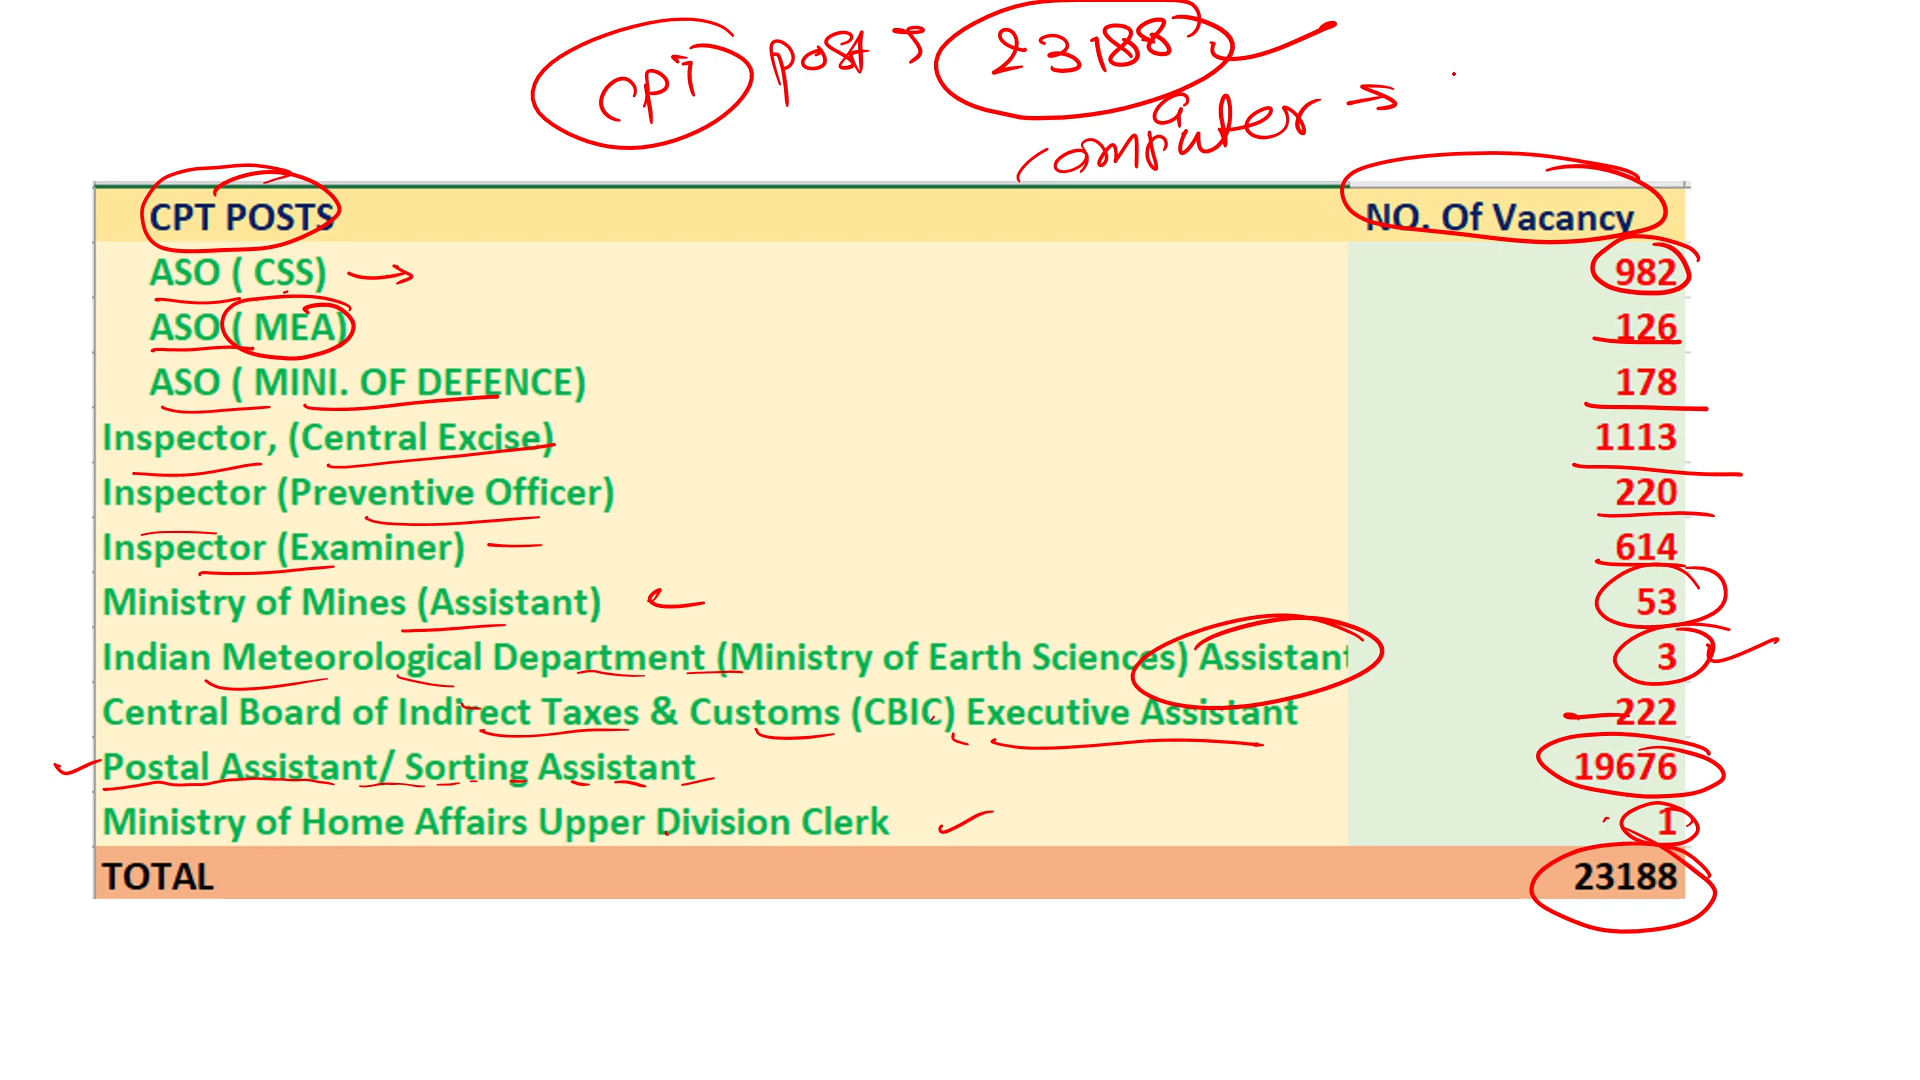 CPT post 23188
computer →
CPT POSTS NO. Of Vacancy
ASO ( CSS) 982
ASO ( MEA) 126
ASO ( MINI. OF DEFENCE) 178
Inspector, (Central Excise) 1113
Inspector (Preventive Officer) 220
Inspector (Examiner) 614
Ministry of Mines (Assistant) 53
Indian Meteorological Department (Ministry of Earth Sciences) Assistant 3
Central Board of Indirect Taxes & Customs (CBIC) Executive Assistant 222
Postal Assistant/ Sorting Assistant 19676
Ministry of Home Affairs Upper Division Clerk 1
TOTAL 23188